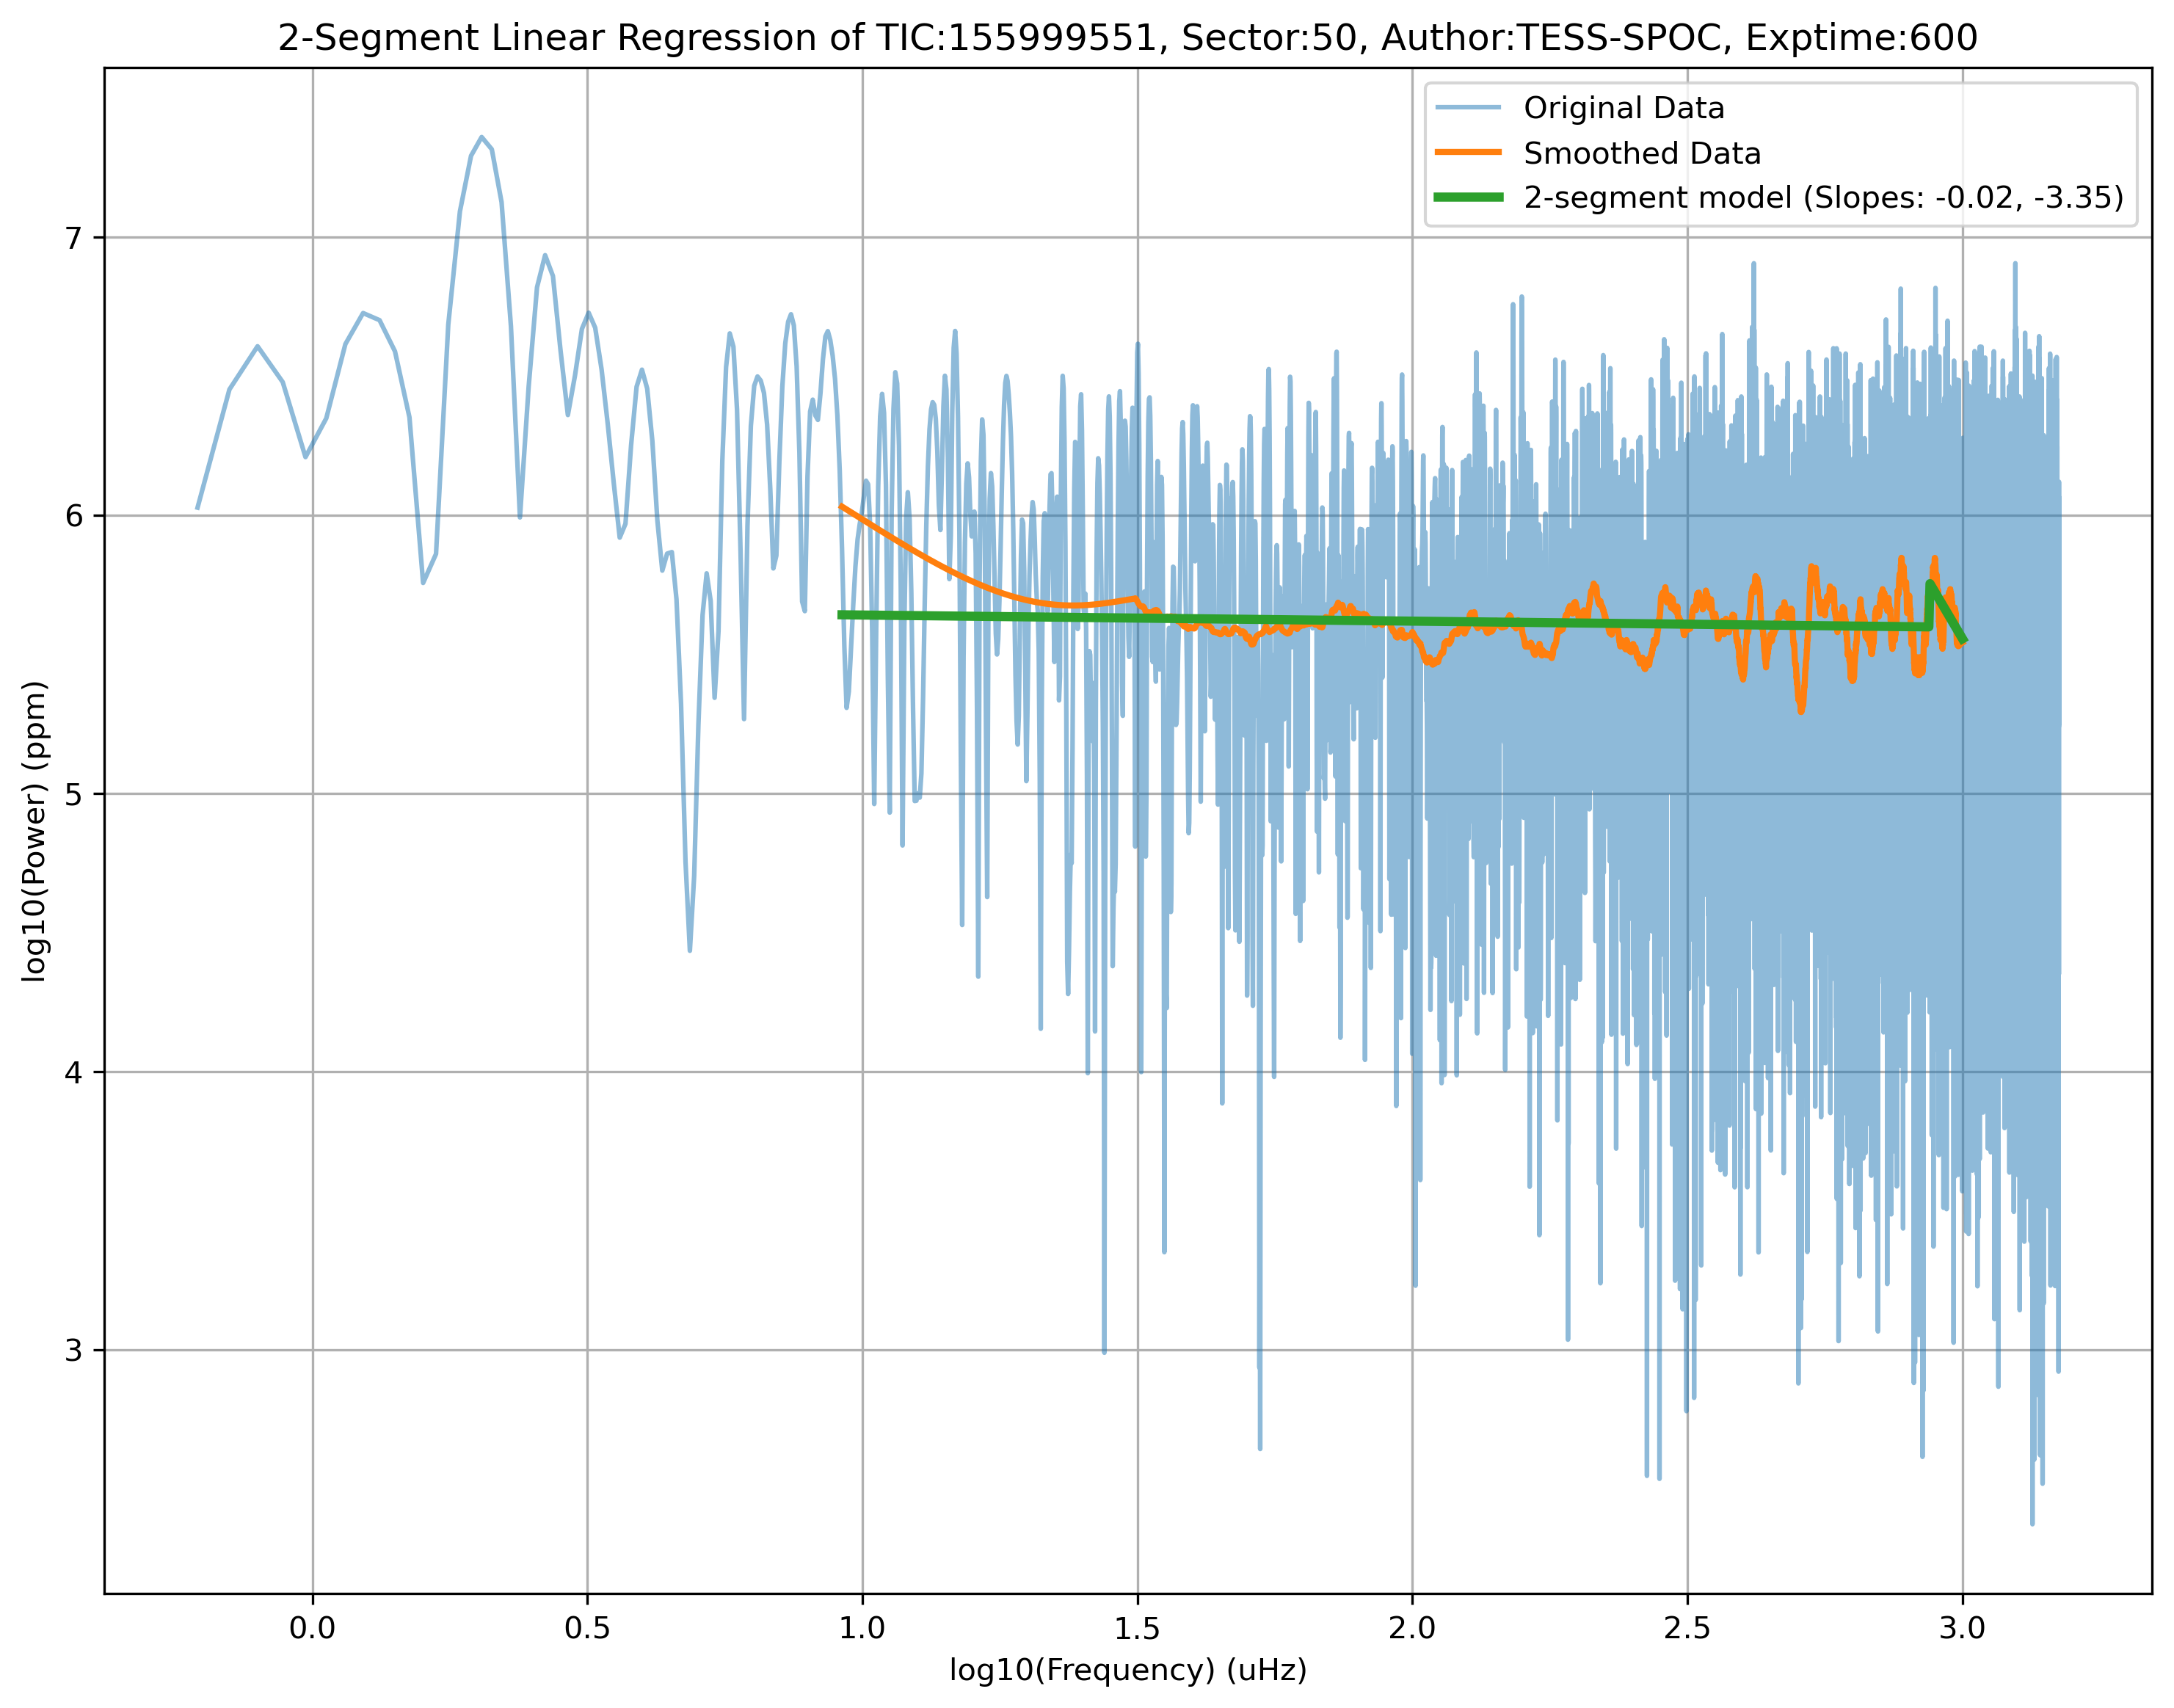 2-Segment Linear Regression of TIC:155999551, Sector:50, Author:TESS-SPOC, Exptime:600
Original Data
Smoothed Data
2-segment model (Slopes: -0.02, -3.35)
log10(Power) (ppm)
7
6
5
4
3
0.0
0.5
1.0
1.5
2.0
2.5
3.0
log10(Frequency) (uHz)